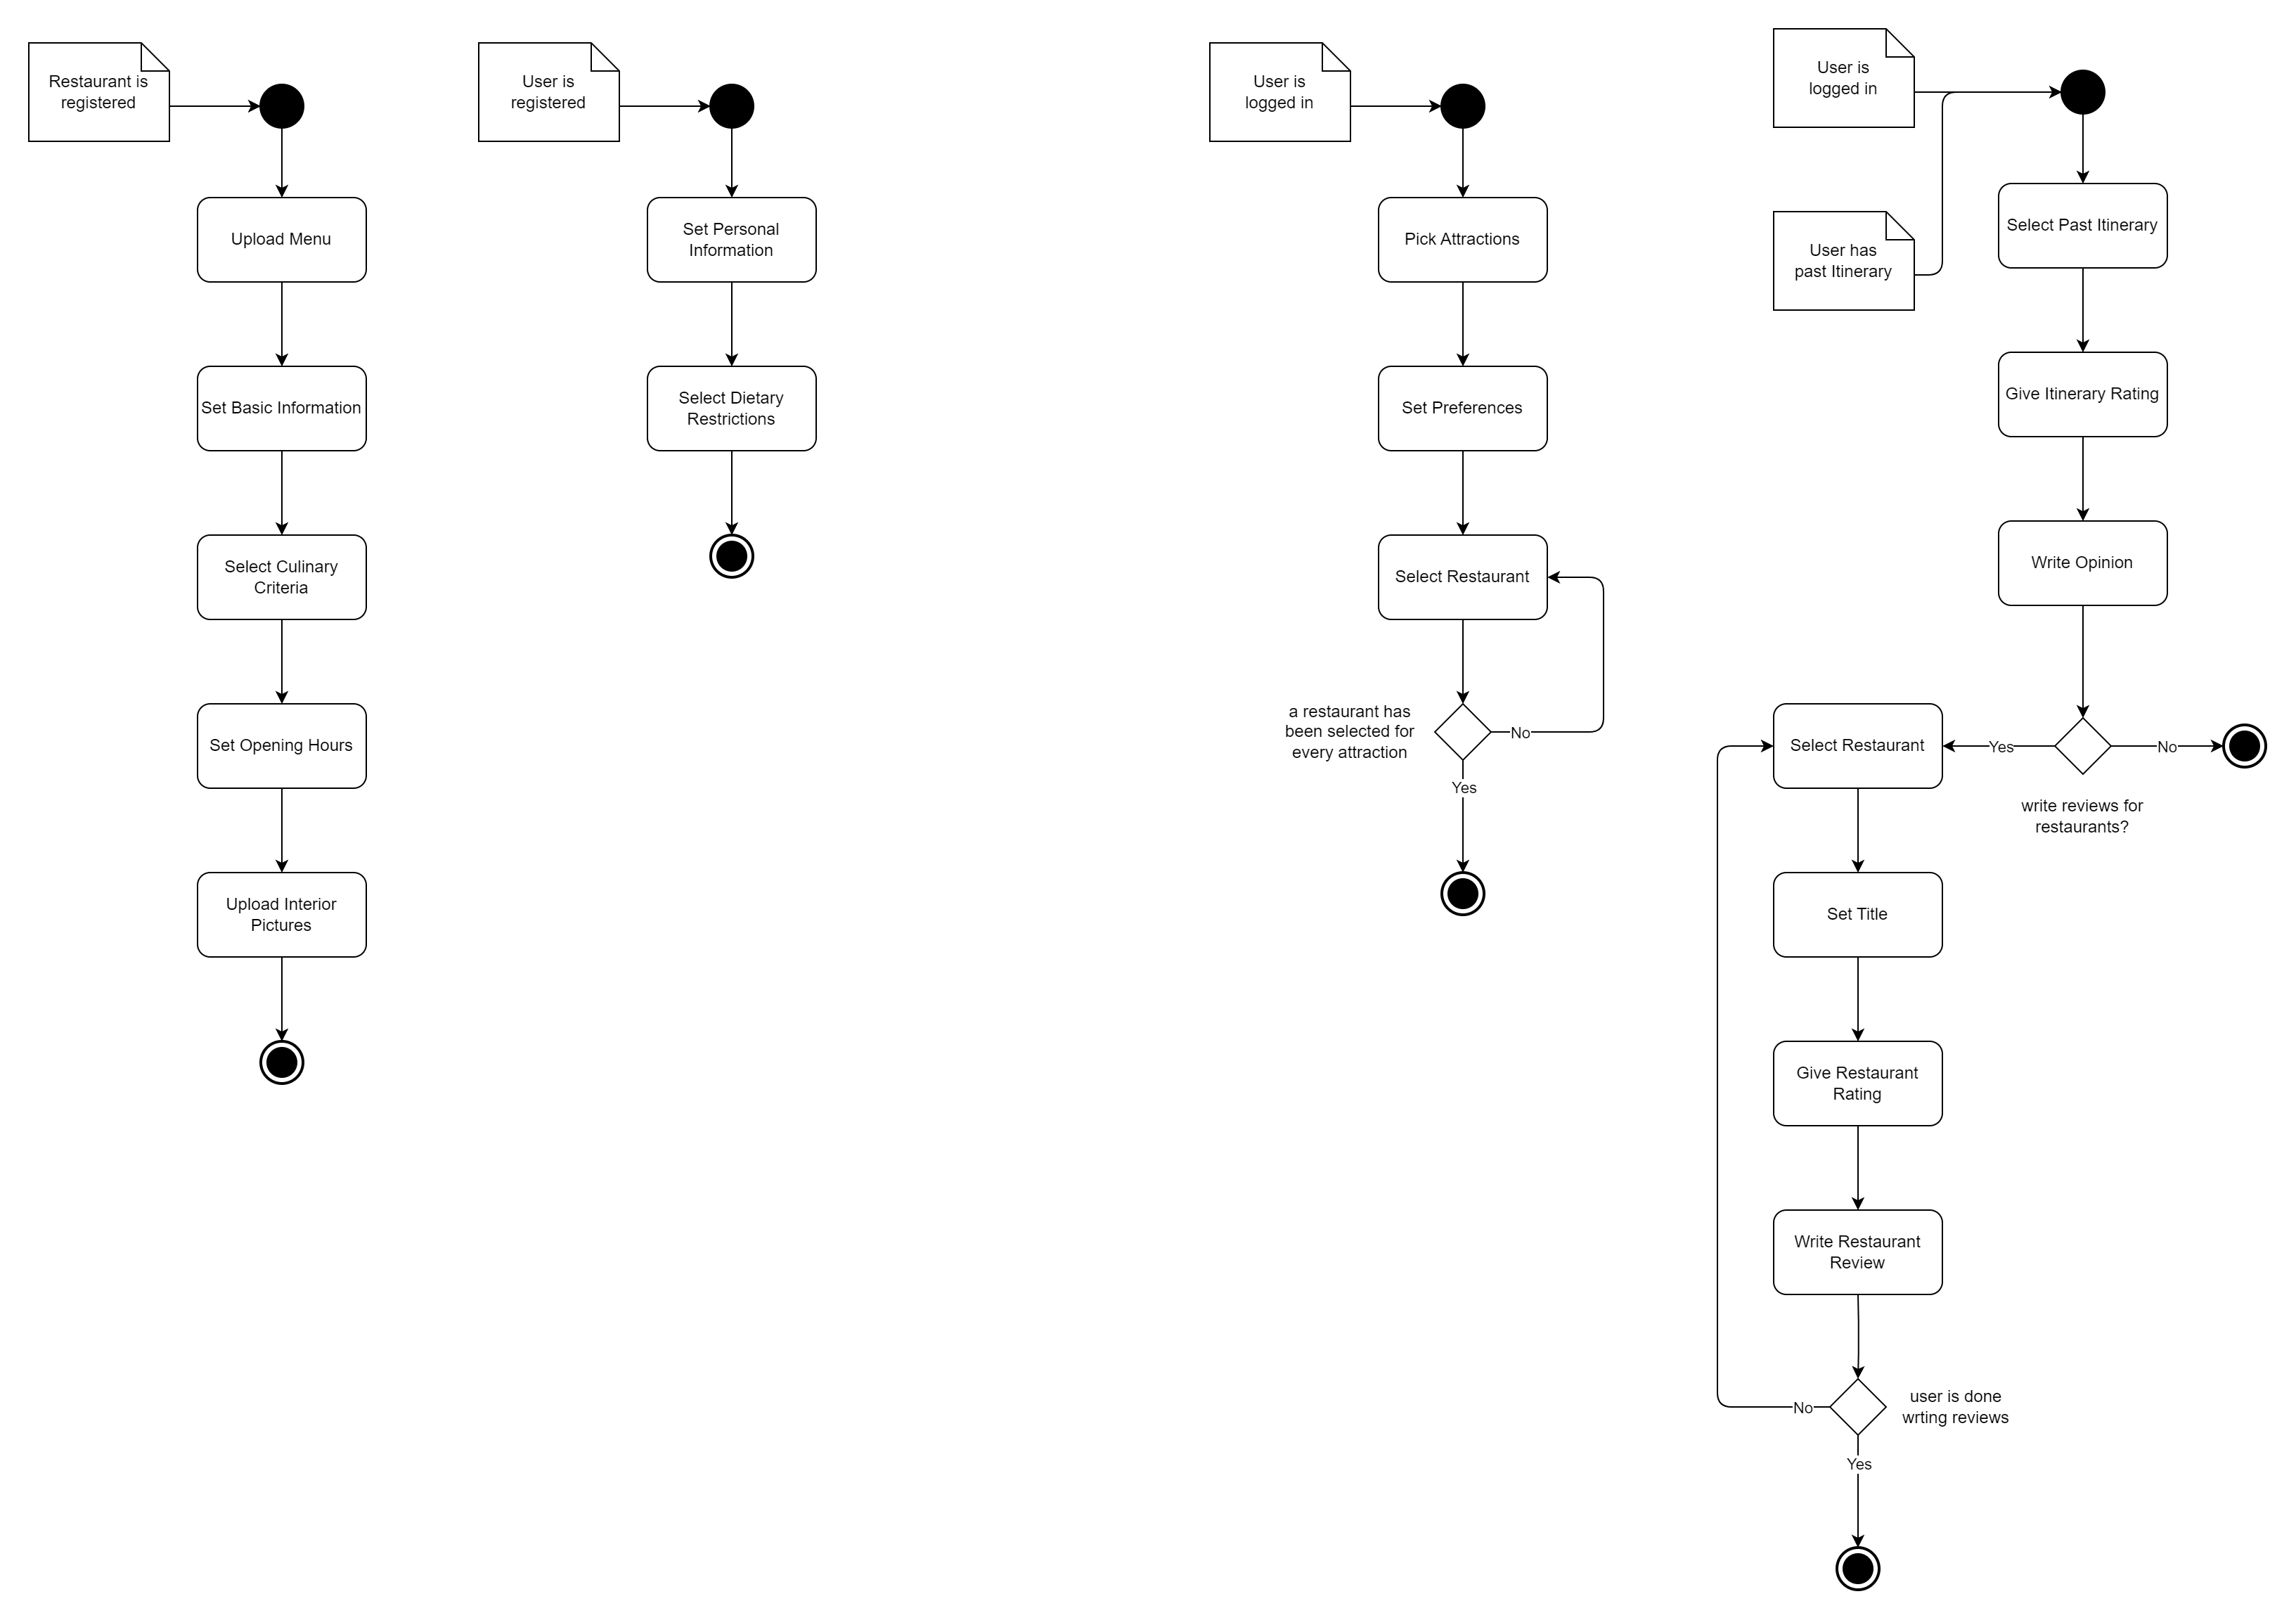 Restaurant is
registered
Upload Menu
Set Basic Information
Select Culinary
Criteria
Set Opening Hours
Upload Interior
Pictures
User is
registered
Set Personal
Information
Select Dietary
Restrictions
User is
logged in
Pick Attractions
Set Preferences
Select Restaurant
a restaurant has
been selected for
every attraction
No
Yes
User is
logged in
User has
past Itinerary
Select Past Itinerary
Give Itinerary Rating
Write Opinion
Yes
No
write reviews for
restaurants?
Select Restaurant
Set Title
Give Restaurant
Rating
Write Restaurant
Review
No
user is done
wrting reviews
Yes